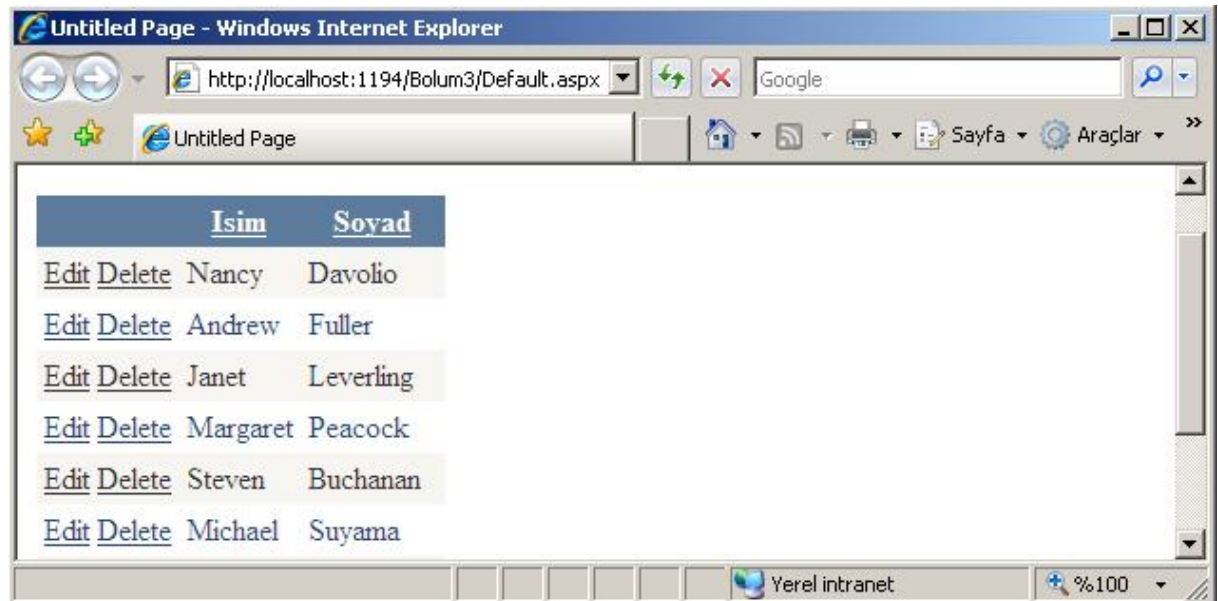 Untitled Page - Windows Internet Explorer
http://localhost:1194/Bolum3/Default.aspx Google
Untitled Page Sayfa Araçlar »
Isim Soyad
Edit Delete Nancy Davolio
Edit Delete Andrew Fuller
Edit Delete Janet Leverling
Edit Delete Margaret Peacock
Edit Delete Steven Buchanan
Edit Delete Michael Suyama
Yerel intranet %100